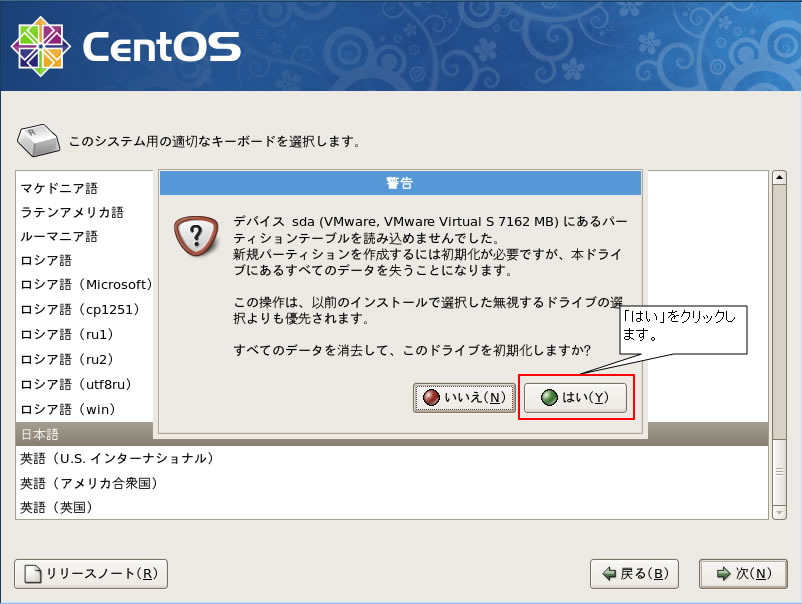 CentOS
このシステム用の適切なキーボードを選択します。
マケドニア語
ラテンアメリカ語
ルーマニア語
ロシア語
ロシア語（Microsoft）
ロシア語（cp1251）
ロシア語（ru1）
ロシア語（ru2）
ロシア語（utf8ru）
ロシア語（win）
日本語
英語（U.S. インターナショナル）
英語（アメリカ合衆国）
英語（英国）
警告
デバイス sda (VMware, VMware Virtual S 7162 MB) にあるパー
ティションテーブルを読み込めませんでした。
新規パーティションを作成するには初期化が必要ですが、本ドライ
ブにあるすべてのデータを失うことになります。
この操作は、以前のインストールで選択した無視するドライブの選
択よりも優先されます。
すべてのデータを消去して、このドライブを初期化しますか?
いいえ(N)
はい(Y)
「はい」をクリックし
ます。
リリースノート(R)
戻る(B)
次(N)